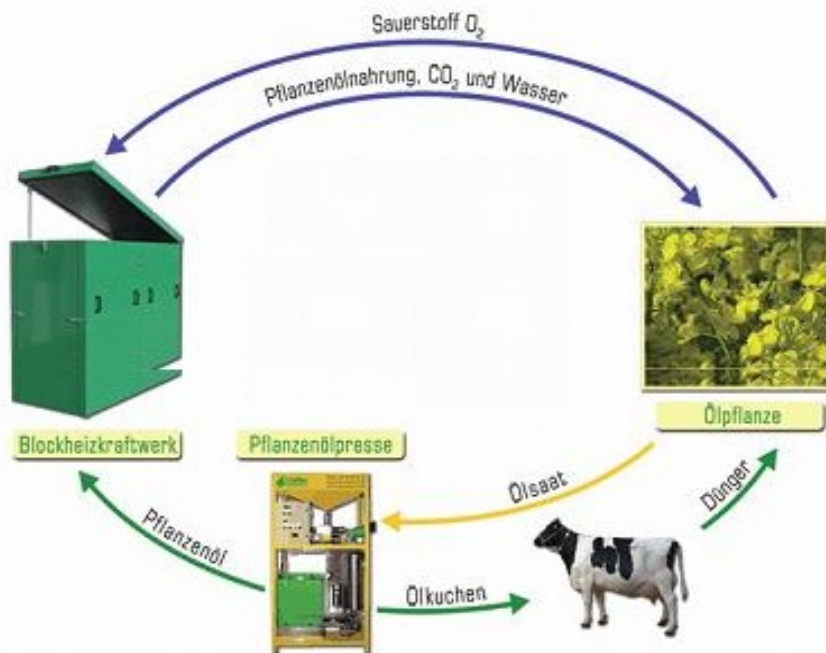 Sauerstoff O₂
Pflanzenölnahrung, CO₂ und Wasser
Blockheizkraftwerk
Pflanzenölpresse
Ölpflanze
Ölsaat
Dünger
Pflanzenöl
Ölkuchen